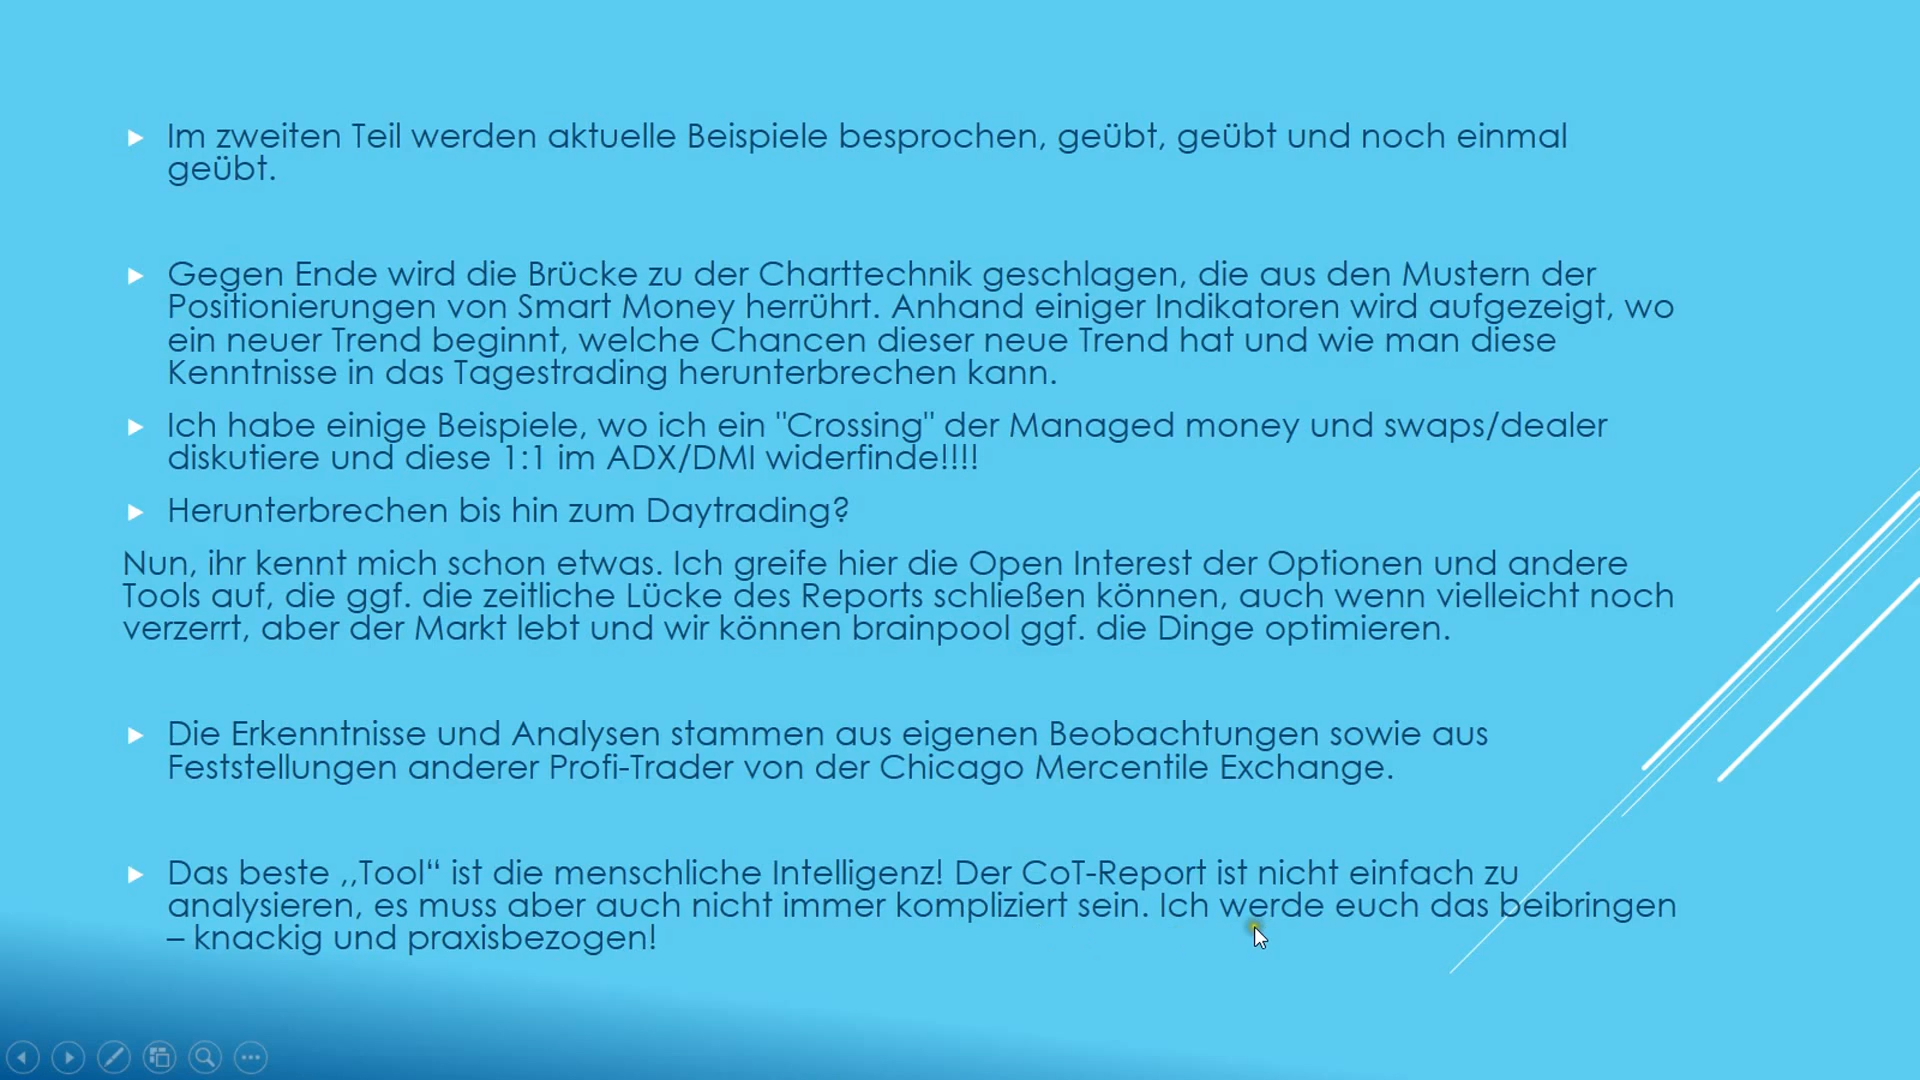 Im zweiten Teil werden aktuelle Beispiele besprochen, geübt, geübt und noch einmal
geübt.
Gegen Ende wird die Brücke zu der Charttechnik geschlagen, die aus den Mustern der
Positionierungen von Smart Money herrührt. Anhand einiger Indikatoren wird aufgezeigt, wo
ein neuer Trend beginnt, welche Chancen dieser neue Trend hat und wie man diese
Kenntnisse in das Tagestrading herunterbrechen kann.
Ich habe einige Beispiele, wo ich ein "Crossing" der Managed money und swaps/dealer
diskutiere und diese 1:1 im ADX/DMI widerfinde!!!!
Herunterbrechen bis hin zum Daytrading?
Nun, ihr kennt mich schon etwas. Ich greife hier die Open Interest der Optionen und andere
Tools auf, die ggf. die zeitliche Lücke des Reports schließen können, auch wenn vielleicht noch
verzerrt, aber der Markt lebt und wir können brainpool ggf. die Dinge optimieren.
Die Erkenntnisse und Analysen stammen aus eigenen Beobachtungen sowie aus
Feststellungen anderer Profi-Trader von der Chicago Mercentile Exchange.
Das beste ,,Tool“ ist die menschliche Intelligenz! Der CoT-Report ist nicht einfach zu
analysieren, es muss aber auch nicht immer kompliziert sein. Ich werde euch das beibringen
– knackig und praxisbezogen!